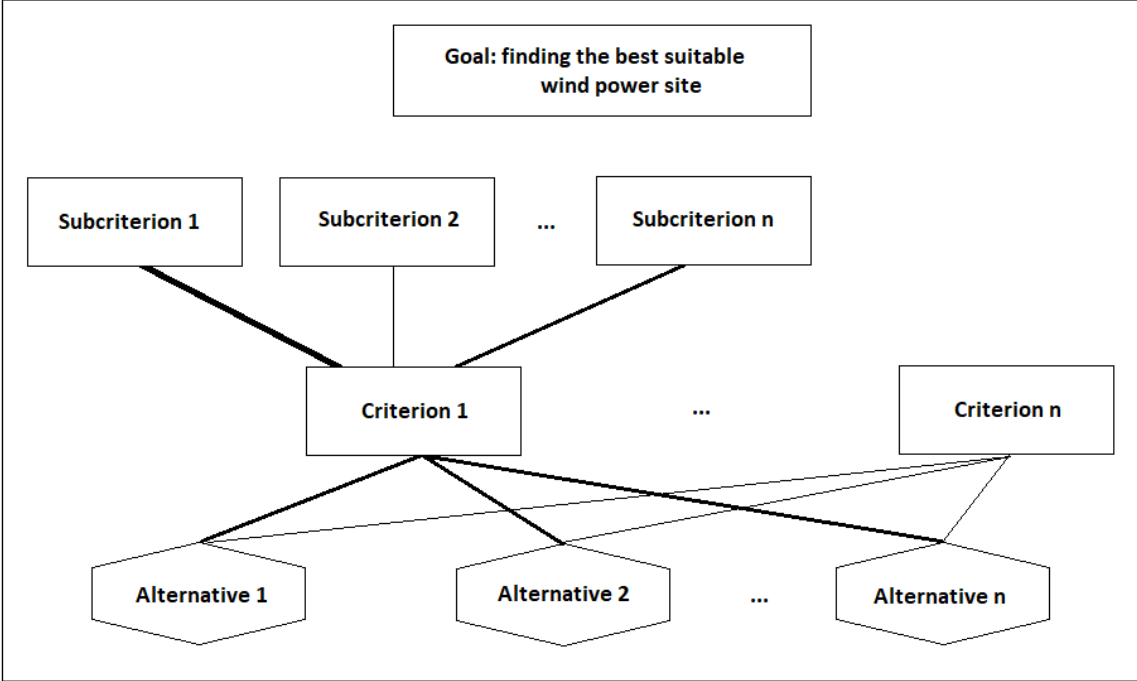 Goal: finding the best suitable
wind power site
Subcriterion 1
Subcriterion 2
...
Subcriterion n
Criterion 1
...
Criterion n
Alternative 1
Alternative 2
...
Alternative n